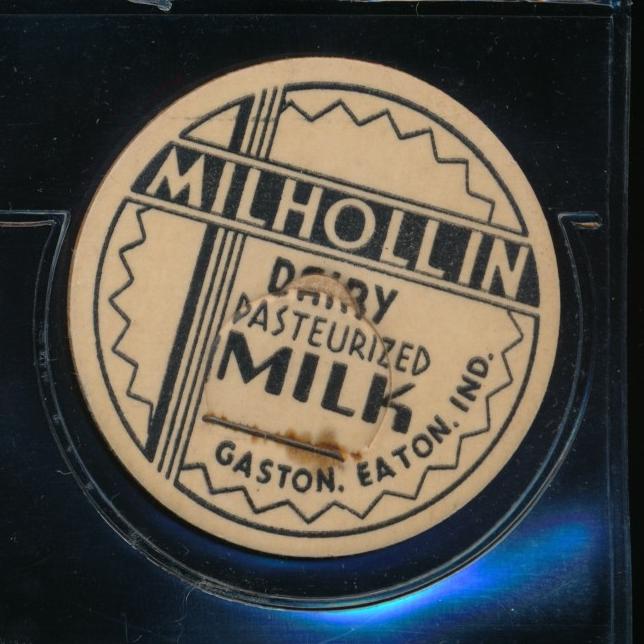 MILHOLLIN
DAIRY
PASTEURIZED
MILK
GASTON. EATON. IND.